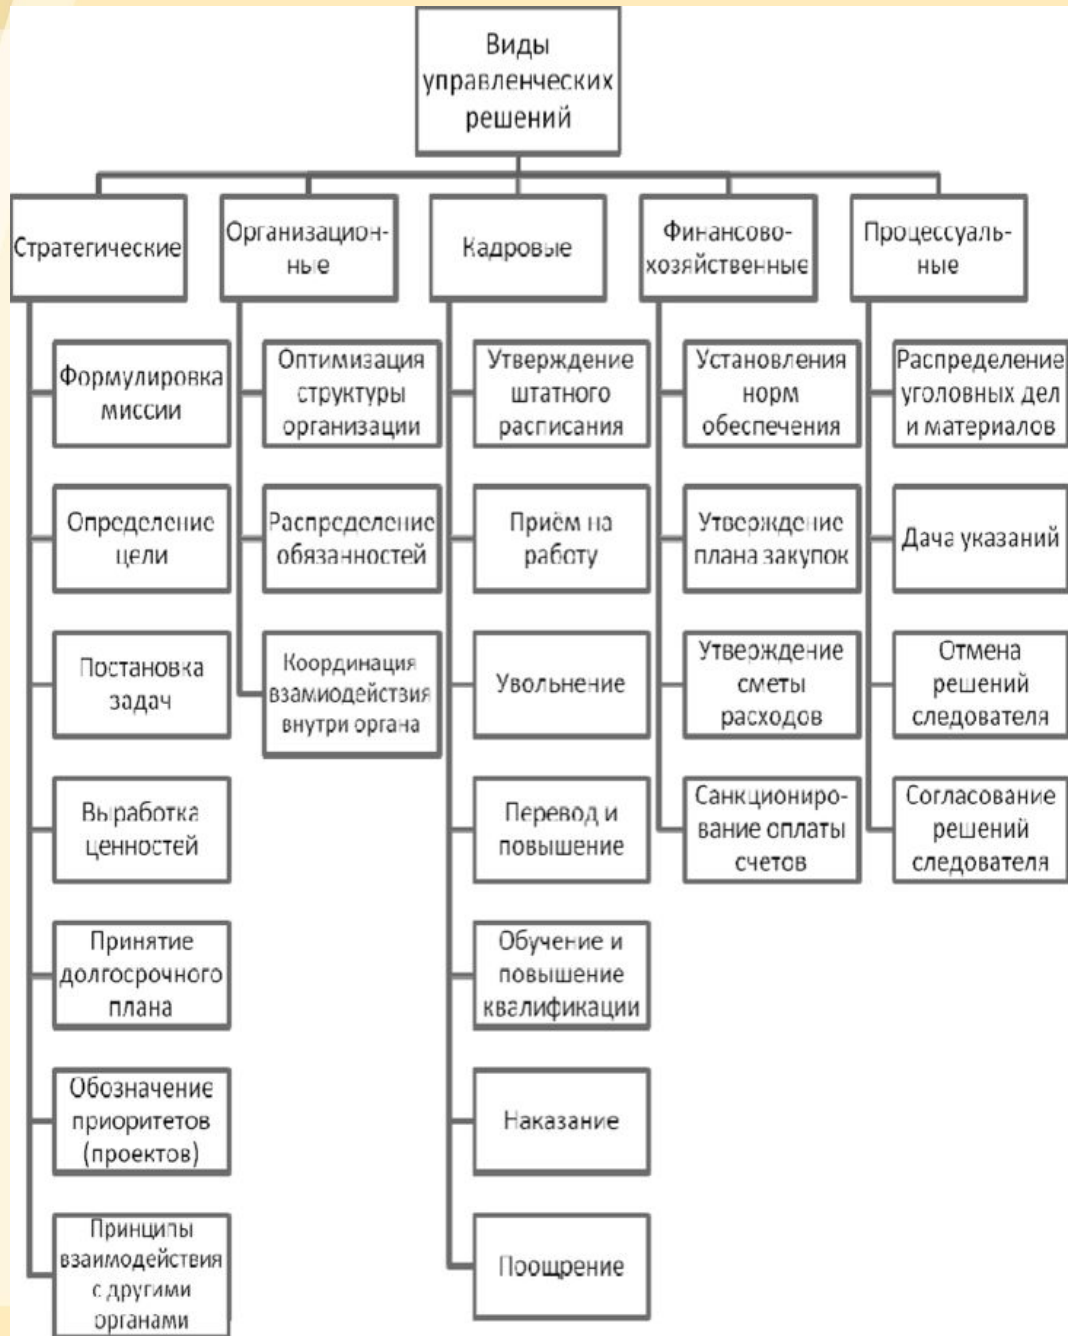 Виды
управленческих
решений
Стратегические
Организацион-
ные
Кадровые
Финансово-
хозяйственные
Процессуаль-
ные
Формулировка
миссии
Определение
цели
Постановка
задач
Выработка
ценностей
Принятие
долгосрочного
плана
Обозначение
приоритетов
(проектов)
Принципы
взаимодействия
с другими
органами
Оптимизация
структуры
организации
Распределение
обязанностей
Координация
взамиодействия
внутри органа
Утверждение
штатного
расписания
Приём на
работу
Увольнение
Перевод и
повышение
Обучение и
повышение
квалификации
Наказание
Поощрение
Установления
норм
обеспечения
Утверждение
плана закупок
Утверждение
сметы
расходов
Санкциониро-
вание оплаты
счетов
Распределение
уголовных дел
и материалов
Дача указаний
Отмена
решений
следователя
Согласование
решений
следователя